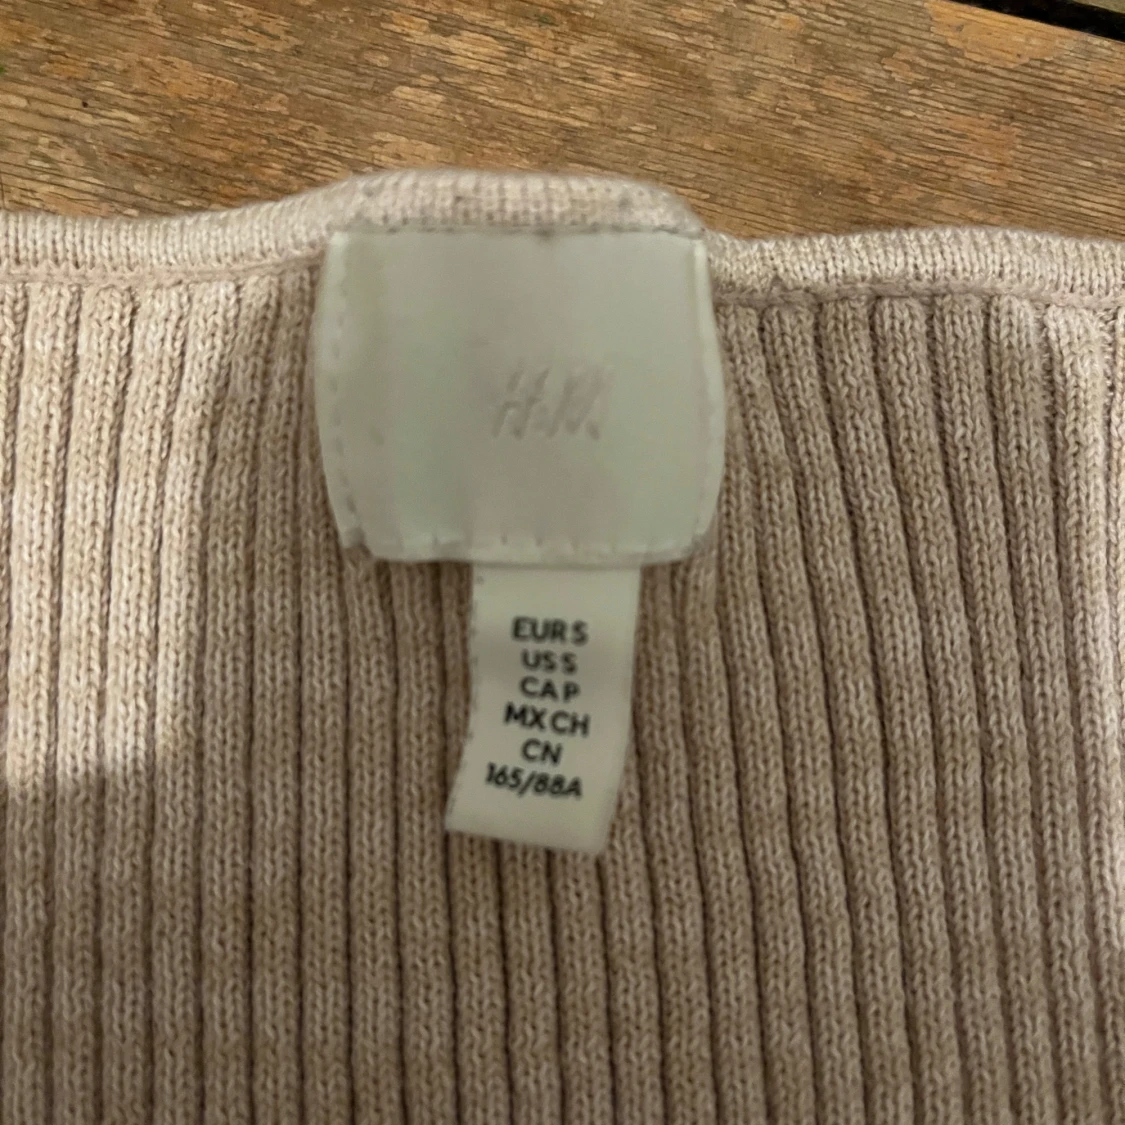 H&M
EUR S
US S
CA P
MX CH
CN
165/88A